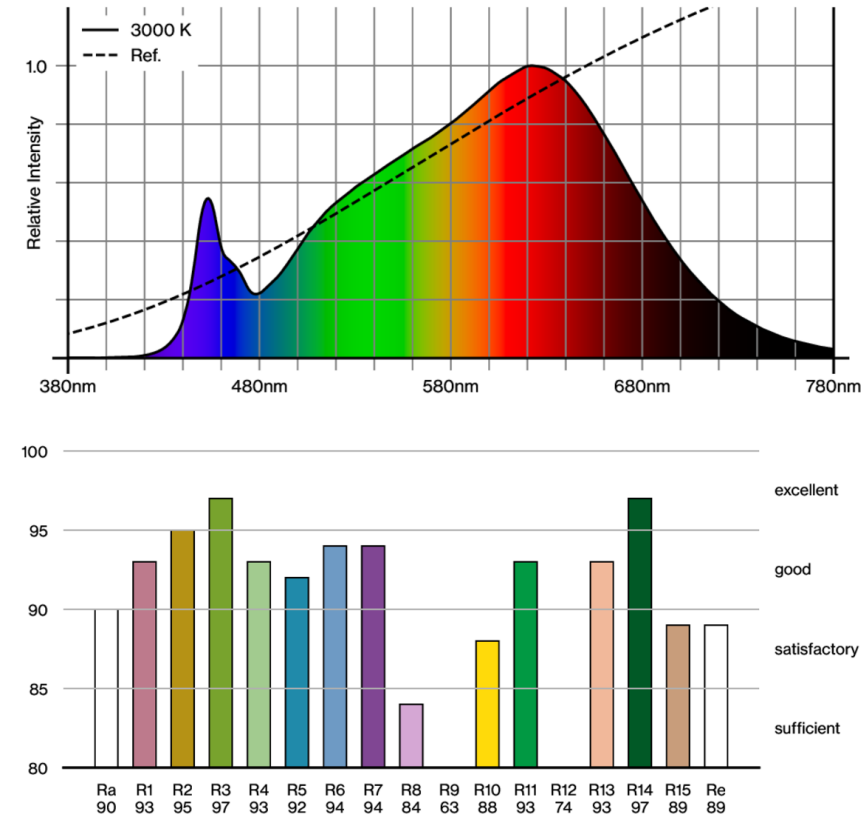 3000 K
Ref.
1.0
Relative Intensity
380nm 480nm 580nm 680nm 780nm
100
excellent
95
good
90
satisfactory
85
sufficient
80
Ra R1 R2 R3 R4 R5 R6 R7 R8 R9 R10 R11 R12 R13 R14 R15 Re
90 93 95 97 93 92 94 94 84 63 88 93 74 93 97 89 89